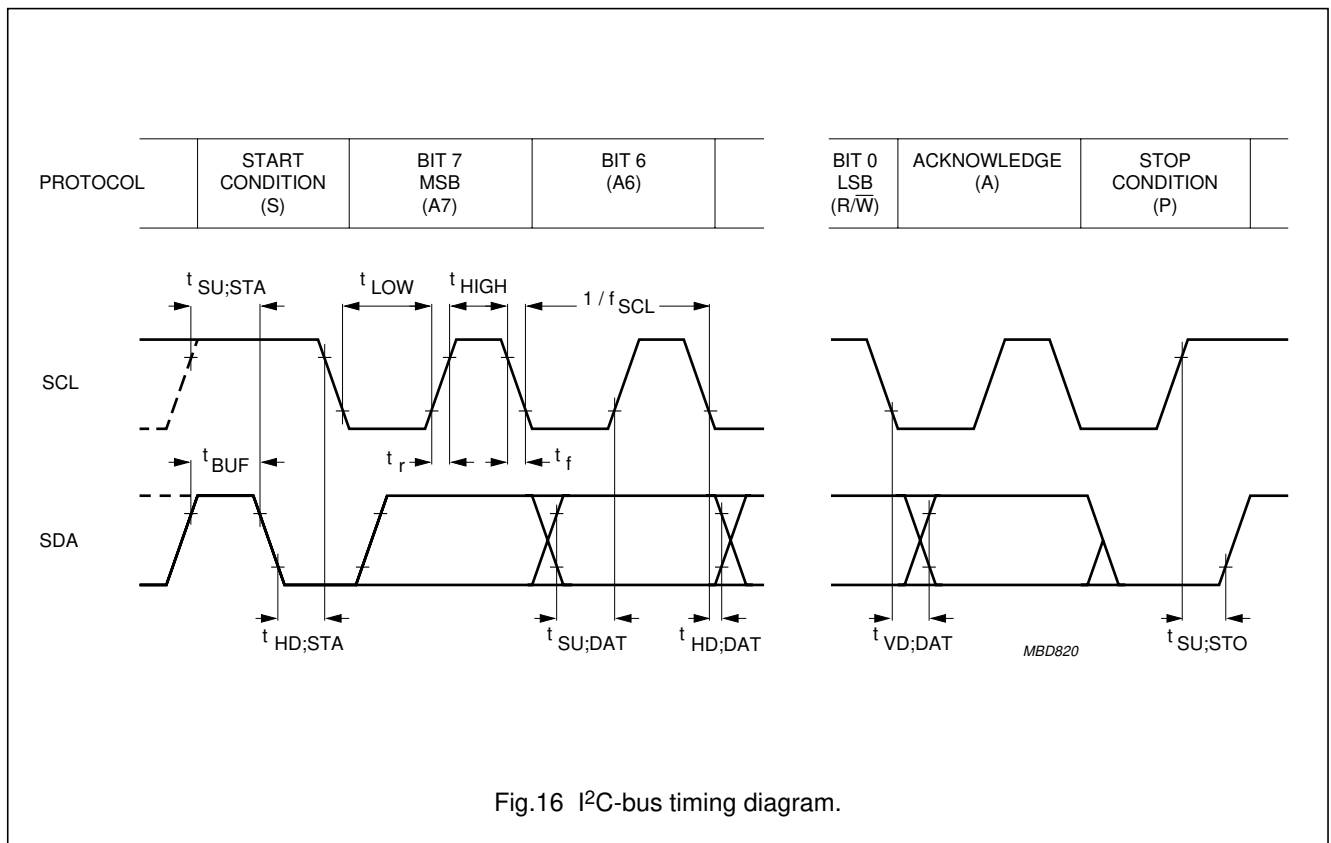 PROTOCOL
START
CONDITION
(S)
BIT 7
MSB
(A7)
BIT 6
(A6)
BIT 0
LSB
(R/W̅)
ACKNOWLEDGE
(A)
STOP
CONDITION
(P)
t SU;STA
t LOW
t HIGH
1 / f SCL
SCL
t BUF
t r
t f
SDA
t HD;STA
t SU;DAT
t HD;DAT
t VD;DAT
MBD820
t SU;STO
Fig.16 I²C-bus timing diagram.